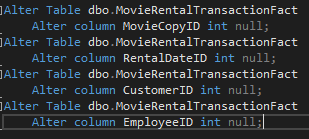 Alter Table dbo.MovieRentalTransactionFact
Alter column MovieCopyID int null;
Alter Table dbo.MovieRentalTransactionFact
Alter column RentalDateID int null;
Alter Table dbo.MovieRentalTransactionFact
Alter column CustomerID int null;
Alter Table dbo.MovieRentalTransactionFact
Alter column EmployeeID int null;